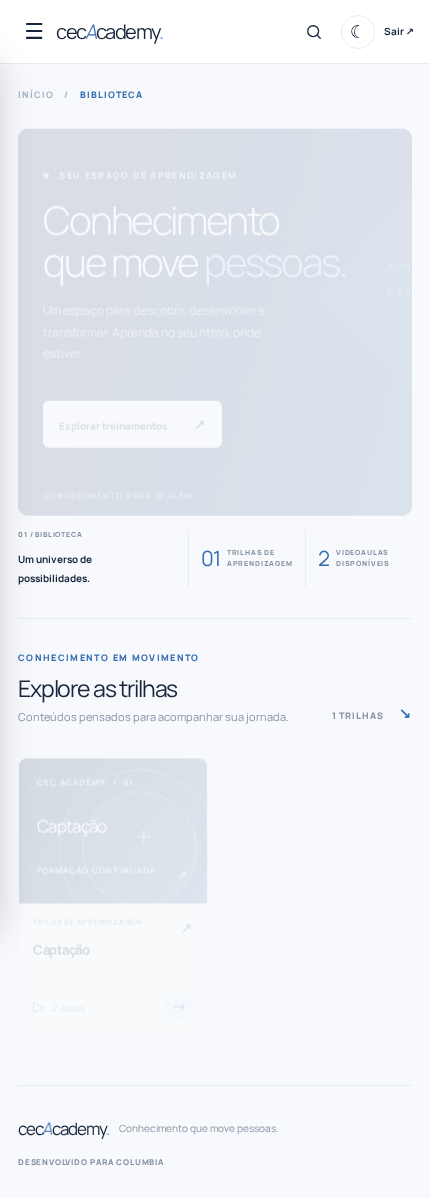 ☰ cecAcademy. ☾ Sair ↗
INÍCIO / BIBLIOTECA
SEU ESPAÇO DE APRENDIZAGEM
Conhecimento
que move pessoas.
Um espaço para descobrir, desenvolver e
transformar. Aprenda no seu ritmo, onde
estiver.
Explorar treinamentos ↗
CONHECIMENTO PARA IR ALÉM
01 / BIBLIOTECA
Um universo de
possibilidades.
01 TRILHAS DE
APRENDIZAGEM
2 VIDEOAULAS
DISPONÍVEIS
CONHECIMENTO EM MOVIMENTO
Explore as trilhas
Conteúdos pensados para acompanhar sua jornada.
1 TRILHAS ↘
CEC ACADEMY / 01
Captação
FORMAÇÃO CONTINUADA ↗
TRILHA DE APRENDIZAGEM ↗
Captação
2 aulas →
cecAcademy. Conhecimento que move pessoas.
DESENVOLVIDO PARA COLUMBIA